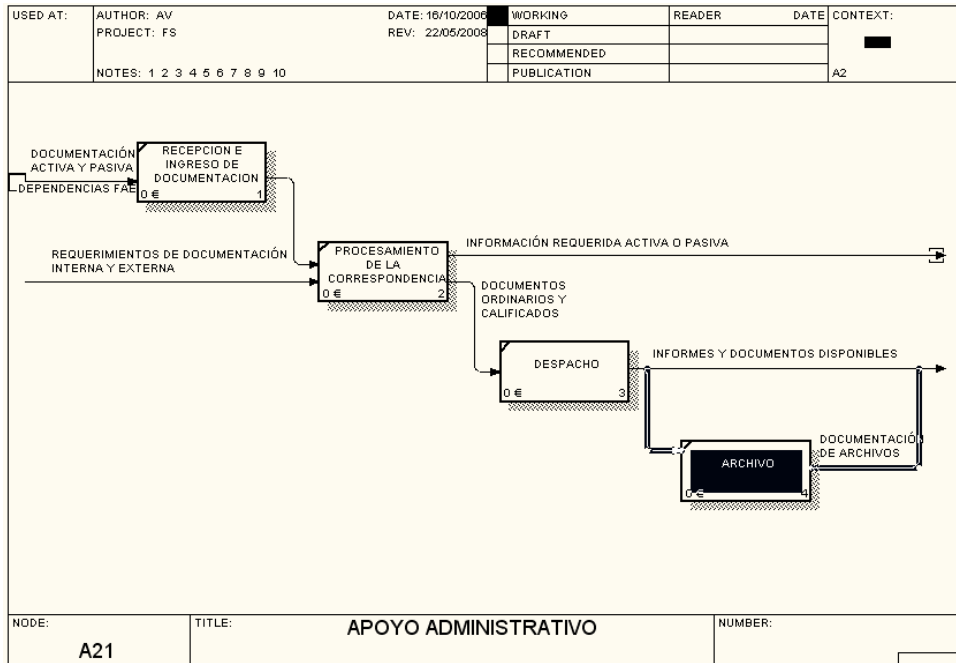 USED AT:
AUTHOR: AV
DATE: 16/10/2006
WORKING
READER
DATE
CONTEXT:
PROJECT: FS
REV: 22/05/2008
DRAFT
RECOMMENDED
NOTES: 1 2 3 4 5 6 7 8 9 10
PUBLICATION
A2
DOCUMENTACIÓN
ACTIVA Y PASIVA
DEPENDENCIAS FAE
RECEPCION E
INGRESO DE
DOCUMENTACION
0 €
1
REQUERIMIENTOS DE DOCUMENTACIÓN
INTERNA Y EXTERNA
PROCESAMIENTO
DE LA
CORRESPONDENCIA
0 €
2
INFORMACIÓN REQUERIDA ACTIVA O PASIVA
DOCUMENTOS
ORDINARIOS Y
CALIFICADOS
DESPACHO
0 €
3
INFORMES Y DOCUMENTOS DISPONIBLES
ARCHIVO
0 €
4
DOCUMENTACIÓN
DE ARCHIVOS
NODE:
A21
TITLE:
APOYO ADMINISTRATIVO
NUMBER: